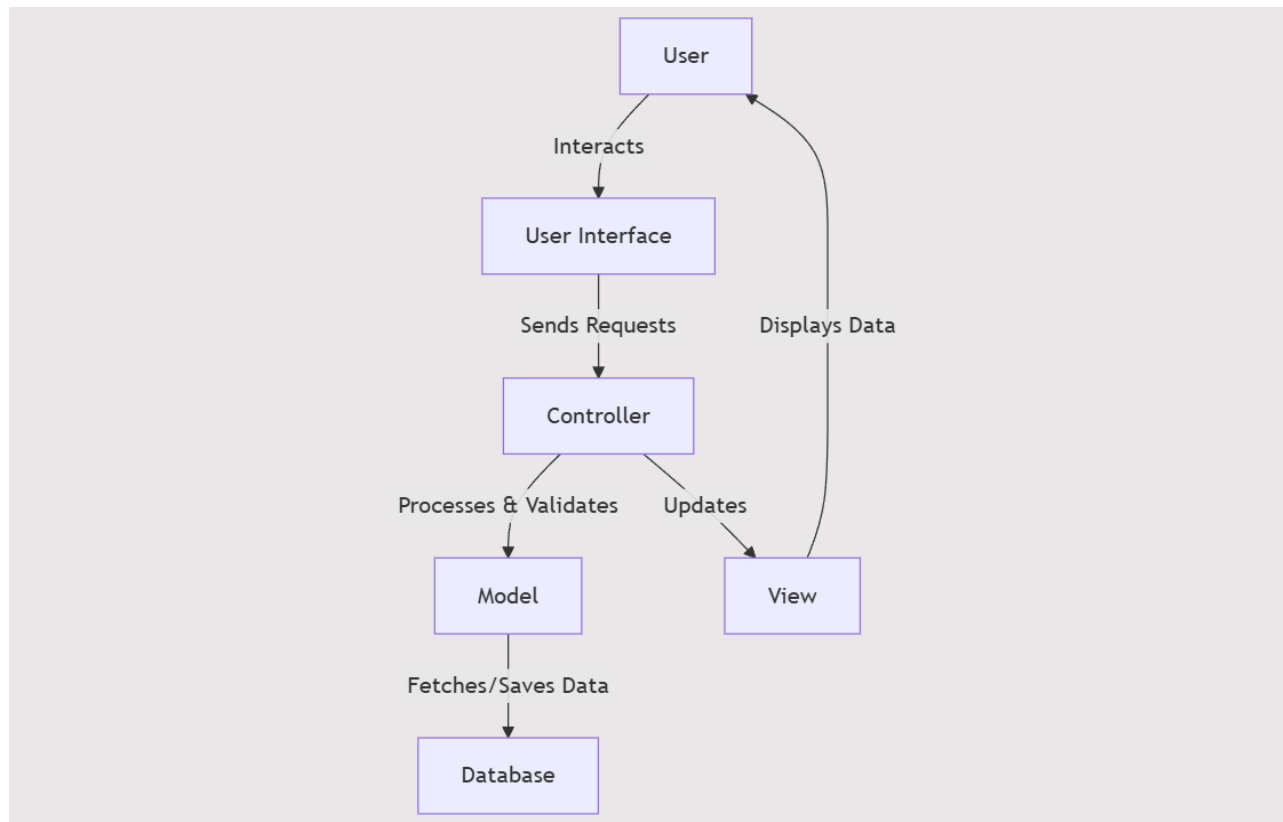 User
Interacts
User Interface
Sends Requests
Displays Data
Controller
Processes & Validates
Updates
Model
View
Fetches/Saves Data
Database